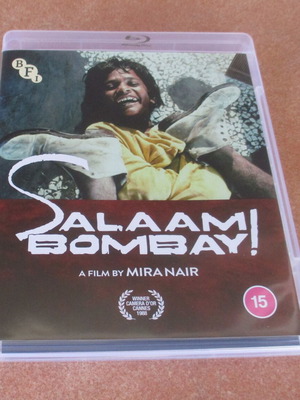 BFI
SALAAM
BOMBAY!
A FILM BY MIRA NAIR
WINNER
CAMERA D'OR
CANNES
1988
15